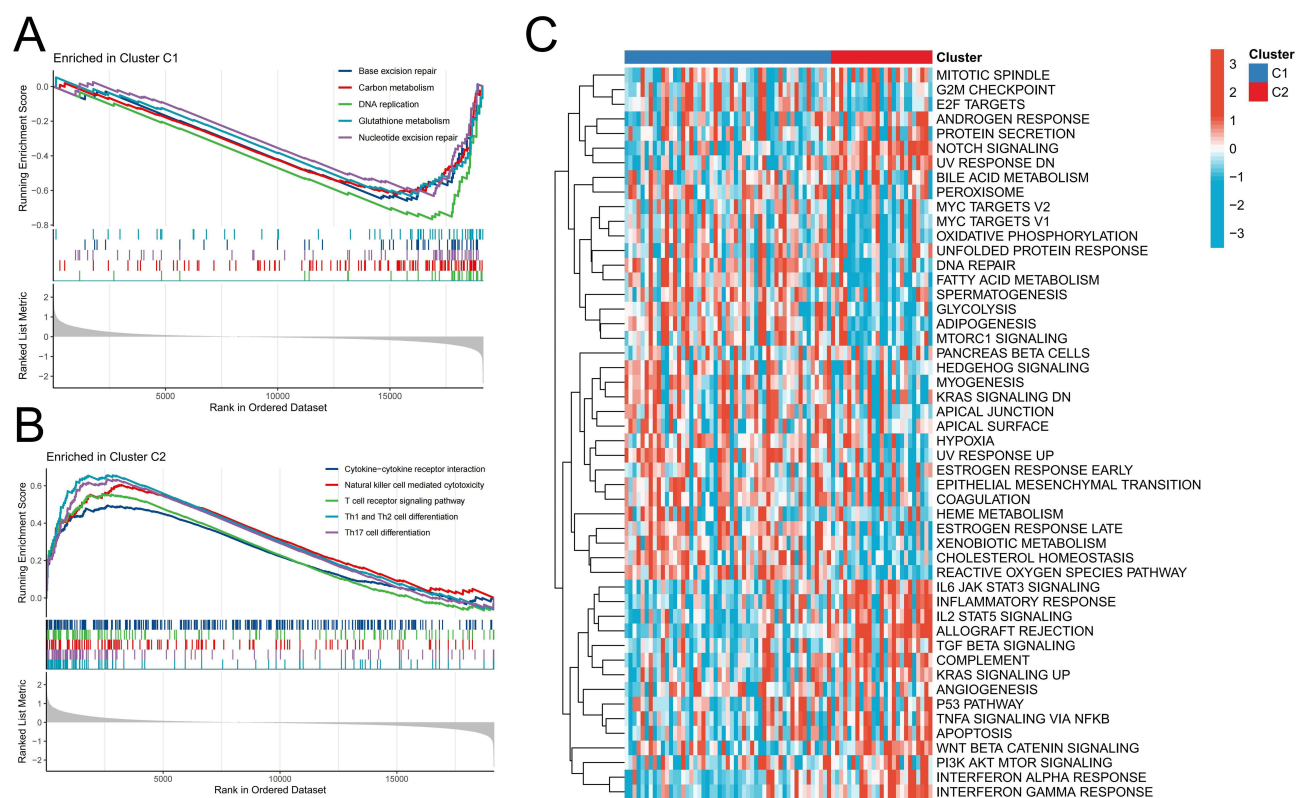 A
Enriched in Cluster C1
Running Enrichment Score
0.0
−0.2
−0.4
−0.6
−0.8
Base excision repair
Carbon metabolism
DNA replication
Glutathione metabolism
Nucleotide excision repair
Ranked List Metric
2
1
0
−1
−2
5000
10000
15000
Rank in Ordered Dataset
B
Enriched in Cluster C2
Running Enrichment Score
0.6
0.4
0.2
0.0
Cytokine−cytokine receptor interaction
Natural killer cell mediated cytotoxicity
T cell receptor signaling pathway
Th1 and Th2 cell differentiation
Th17 cell differentiation
Ranked List Metric
2
1
0
−1
−2
5000
10000
15000
Rank in Ordered Dataset
C
Cluster
MITOTIC SPINDLE
G2M CHECKPOINT
E2F TARGETS
ANDROGEN RESPONSE
PROTEIN SECRETION
NOTCH SIGNALING
UV RESPONSE DN
BILE ACID METABOLISM
PEROXISOME
MYC TARGETS V2
MYC TARGETS V1
OXIDATIVE PHOSPHORYLATION
UNFOLDED PROTEIN RESPONSE
DNA REPAIR
FATTY ACID METABOLISM
SPERMATOGENESIS
GLYCOLYSIS
ADIPOGENESIS
MTORC1 SIGNALING
PANCREAS BETA CELLS
HEDGEHOG SIGNALING
MYOGENESIS
KRAS SIGNALING DN
APICAL JUNCTION
APICAL SURFACE
HYPOXIA
UV RESPONSE UP
ESTROGEN RESPONSE EARLY
EPITHELIAL MESENCHYMAL TRANSITION
COAGULATION
HEME METABOLISM
ESTROGEN RESPONSE LATE
XENOBIOTIC METABOLISM
CHOLESTEROL HOMEOSTASIS
REACTIVE OXYGEN SPECIES PATHWAY
IL6 JAK STAT3 SIGNALING
INFLAMMATORY RESPONSE
IL2 STAT5 SIGNALING
ALLOGRAFT REJECTION
TGF BETA SIGNALING
COMPLEMENT
KRAS SIGNALING UP
ANGIOGENESIS
P53 PATHWAY
TNFA SIGNALING VIA NFKB
APOPTOSIS
WNT BETA CATENIN SIGNALING
PI3K AKT MTOR SIGNALING
INTERFERON ALPHA RESPONSE
INTERFERON GAMMA RESPONSE
3
2
1
0
−1
−2
−3
Cluster
C1
C2